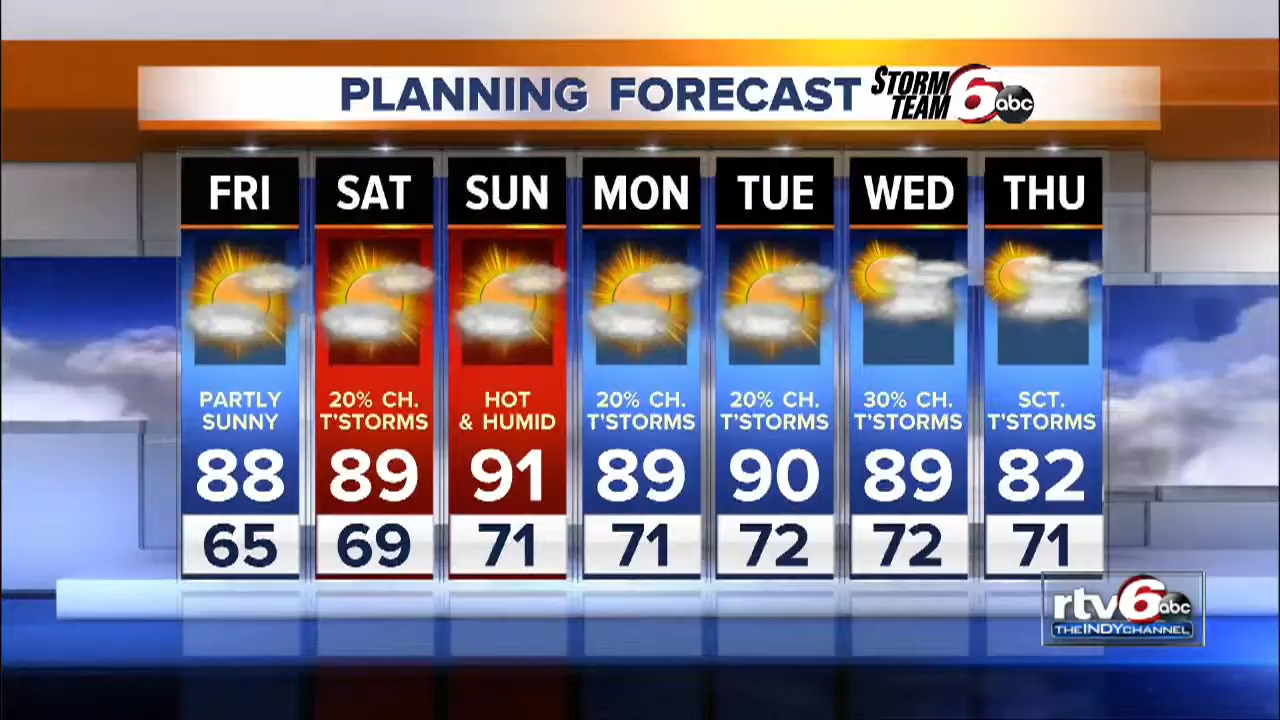 PLANNING FORECAST STORM TEAM 6 abc
FRI SAT SUN MON TUE WED THU
PARTLY SUNNY
20% CH. T'STORMS
HOT & HUMID
20% CH. T'STORMS
20% CH. T'STORMS
30% CH. T'STORMS
SCT. T'STORMS
88 89 91 89 90 89 82
65 69 71 71 72 72 71
rtv6 abc
THE INDY CHANNEL